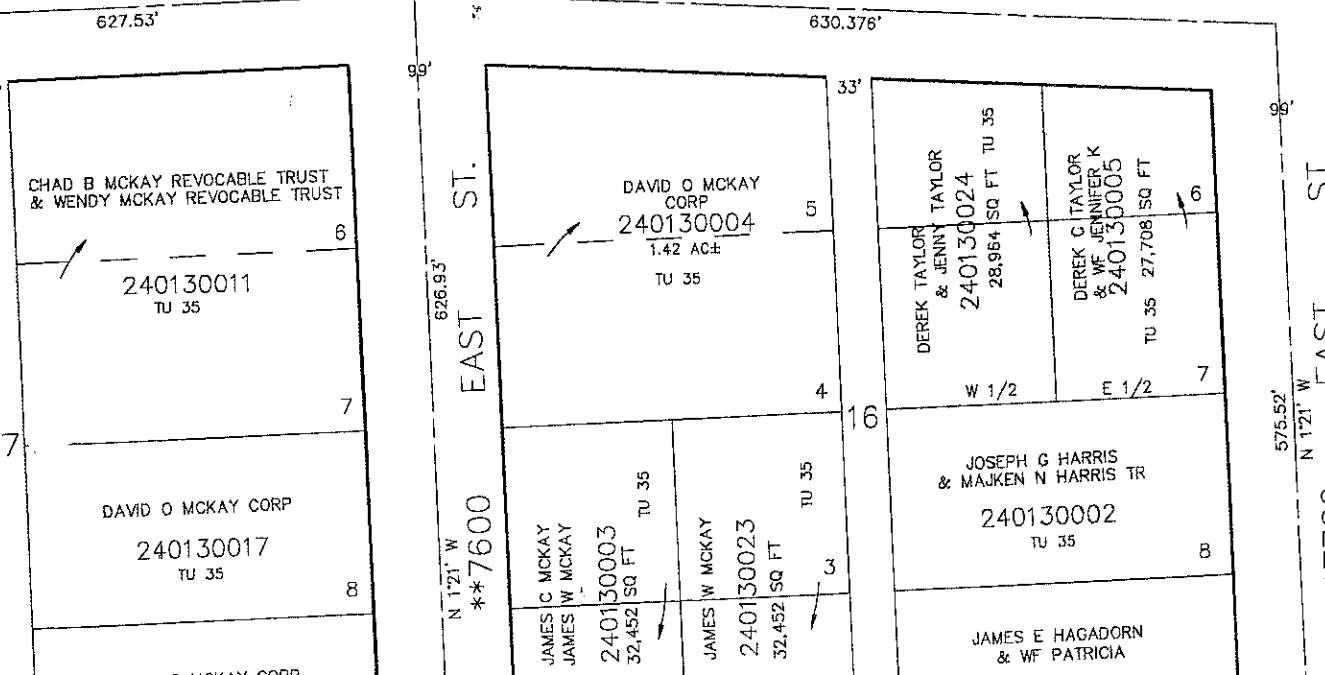 627.53'
630.376'
99'
33'
99'
CHAD B MCKAY REVOCABLE TRUST
& WENDY MCKAY REVOCABLE TRUST
6
240130011
TU 35
7
7
DAVID O MCKAY CORP
240130017
TU 35
8
MCKAY CORP
N 1°21' W
626.93'
**7600 EAST ST.
DAVID O MCKAY
CORP
240130004
1.42 AC±
TU 35
5
4
JAMES C MCKAY
JAMES W MCKAY
240130003
32,452 SQ FT
TU 35
JAMES W MCKAY
240130023
32,452 SQ FT
TU 35
3
16
DEREK TAYLOR
& JENNY TAYLOR
240130024
28,964 SQ FT TU 35
W 1/2
DEREK C TAYLOR
& WF JENNIFER K
240130005
TU 35 27,708 SQ FT
E 1/2
6
7
JOSEPH G HARRIS
& MAJKEN N HARRIS TR
240130002
TU 35
8
JAMES E HAGADORN
& WF PATRICIA
575.52'
N 1°21' W
EAST ST